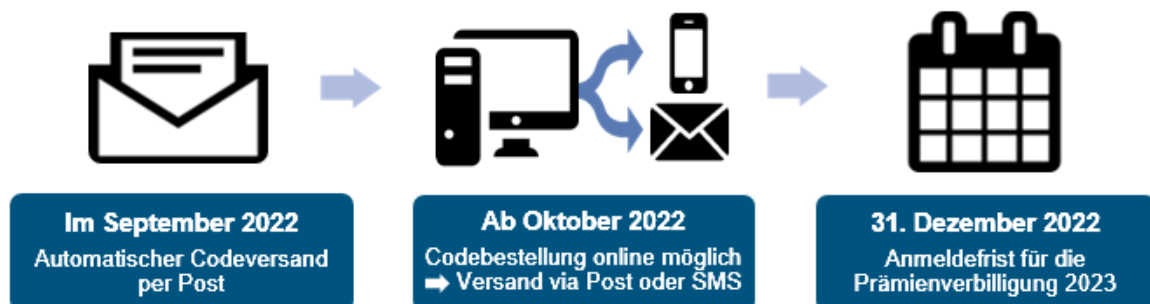 Im September 2022
Automatischer Codeversand
per Post
Ab Oktober 2022
Codebestellung online möglich
➡ Versand via Post oder SMS
31. Dezember 2022
Anmeldefrist für die
Prämienverbilligung 2023